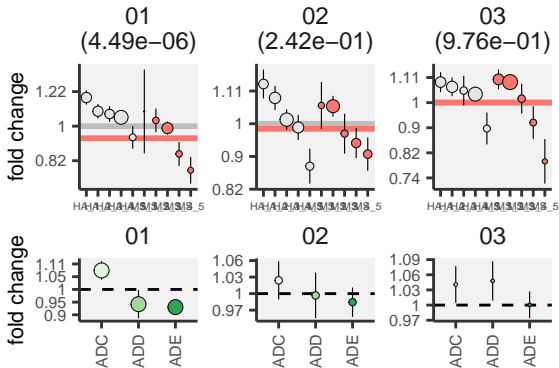 01
(4.49e−06)
02
(2.42e−01)
03
(9.76e−01)
fold change
1.22
1
0.82
1.11
1
0.9
0.82
1.11
1
0.9
0.82
0.74
01
02
03
fold change
1.11
1.05
1
0.95
0.9
1.06
1.03
1
0.97
1.09
1.06
1.03
1
0.97
ADC
ADD
ADE
ADC
ADD
ADE
ADC
ADD
ADE